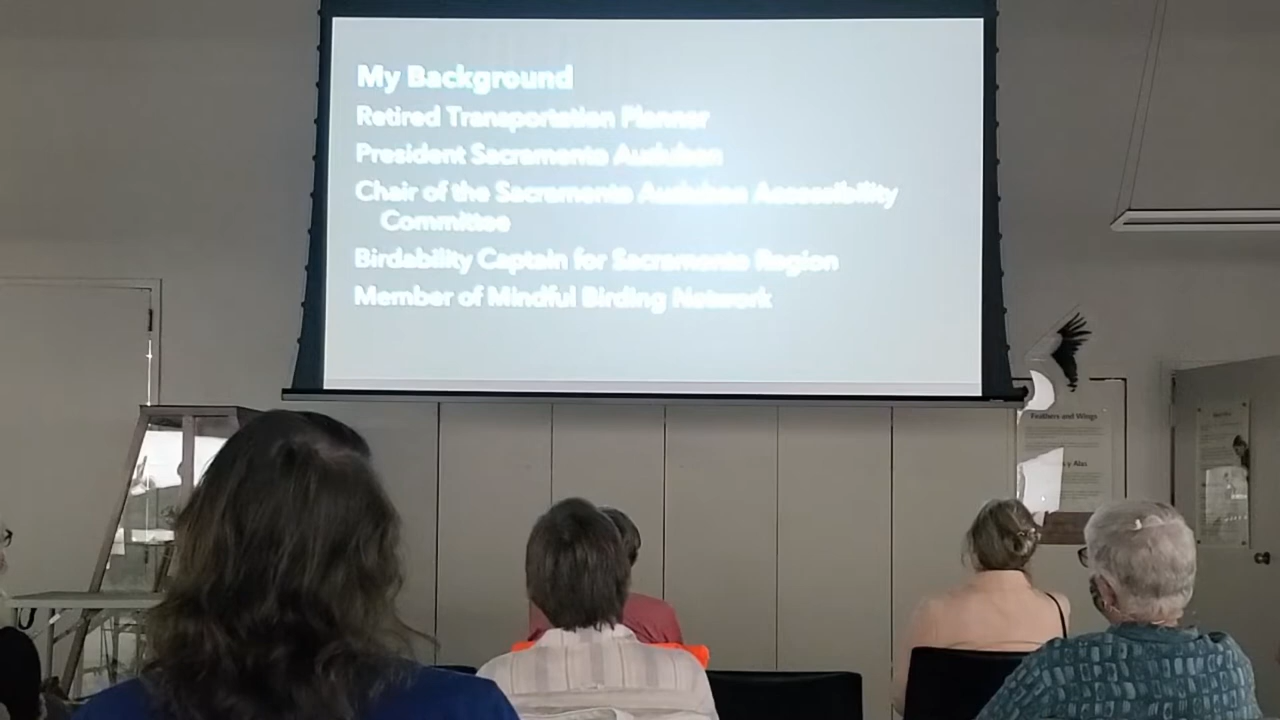 My Background
Retired Transportation Planner
President Sacramento Audubon
Chair of the Sacramento Audubon Accessibility
Committee
Birdability Captain for Sacramento Region
Member of Mindful Birding Network
Feathers and Wings
y Alas